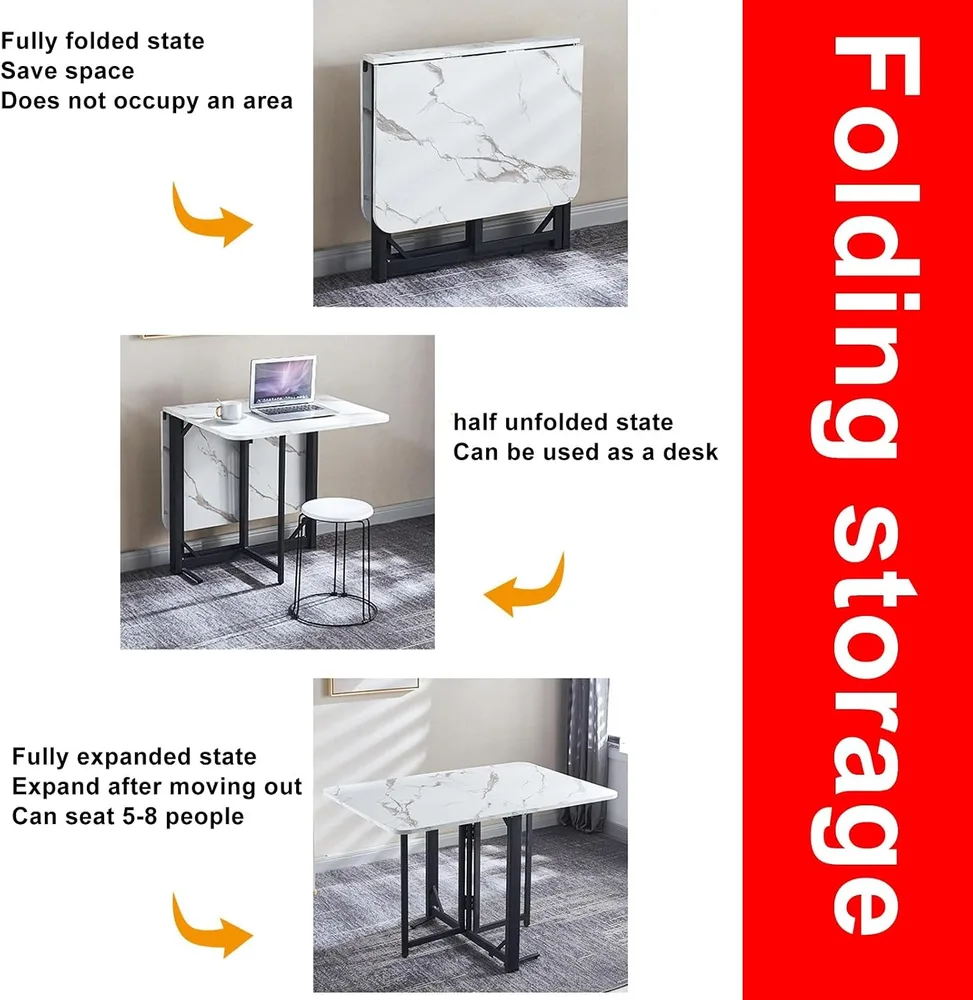 Fully folded state
Save space
Does not occupy an area
half unfolded state
Can be used as a desk
Fully expanded state
Expand after moving out
Can seat 5-8 people
Folding storage